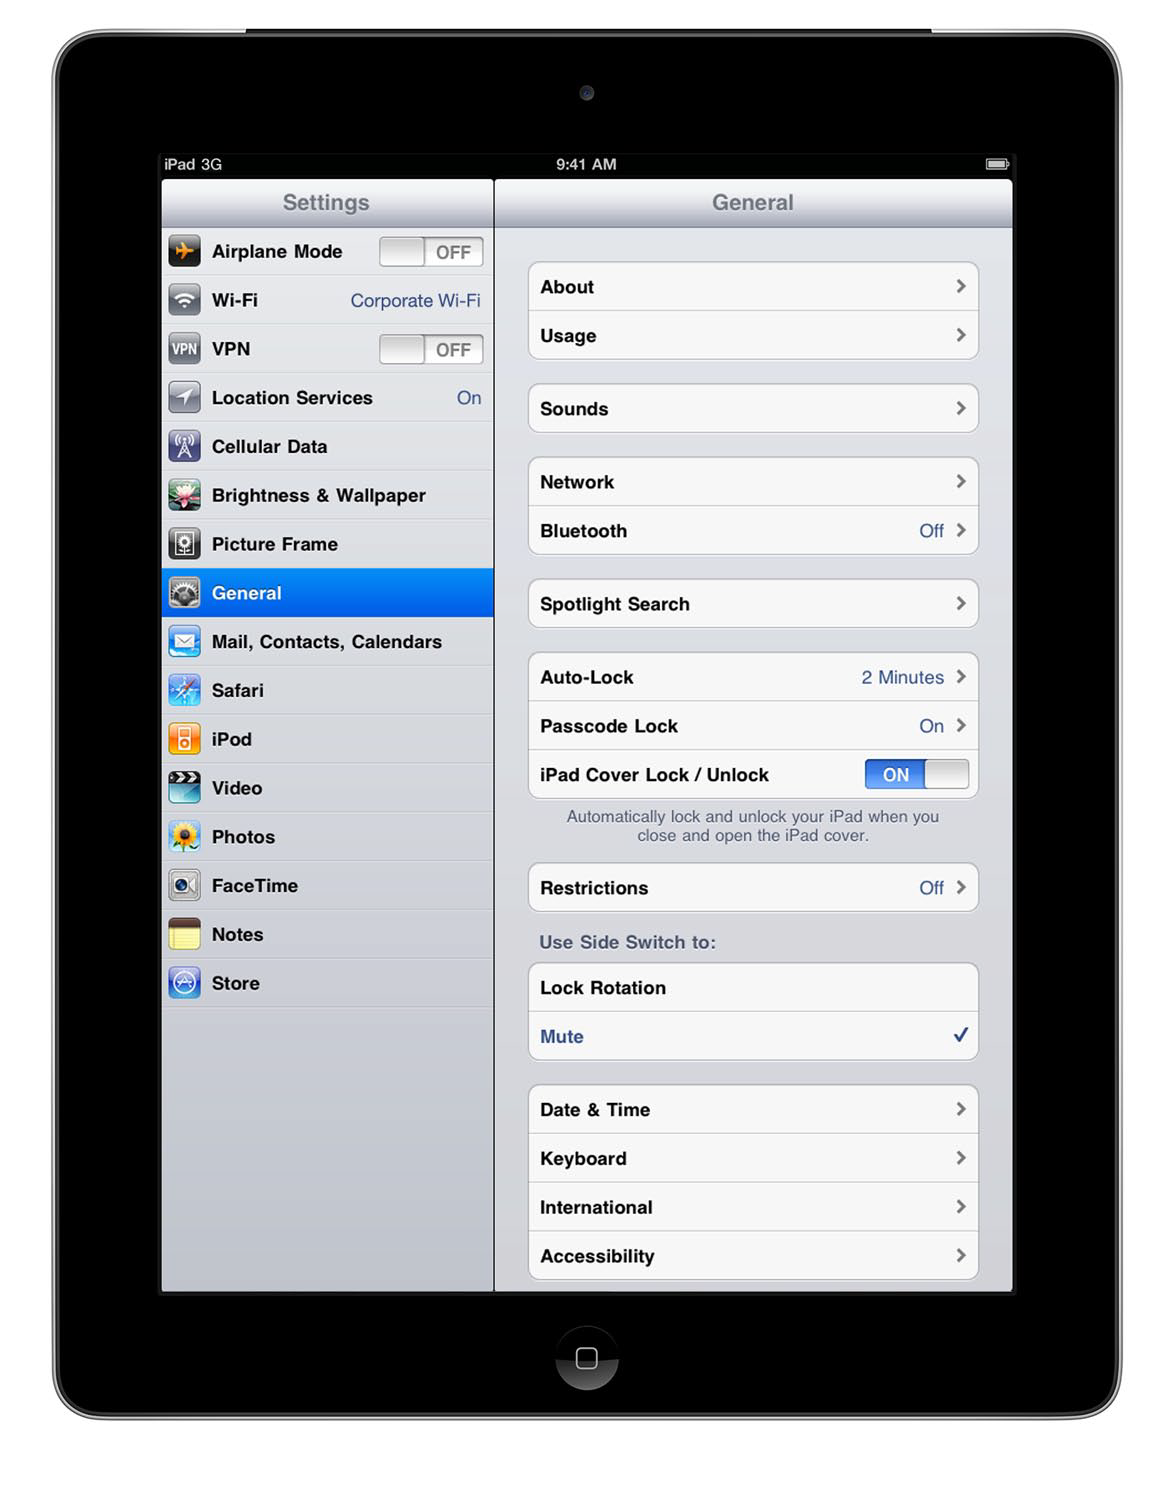 iPad 3G
9:41 AM
Settings
Airplane Mode OFF
Wi-Fi Corporate Wi-Fi
VPN VPN OFF
Location Services On
Cellular Data
Brightness & Wallpaper
Picture Frame
General
Mail, Contacts, Calendars
Safari
iPod
Video
Photos
FaceTime
Notes
Store
General
About
Usage
Sounds
Network
Bluetooth Off
Spotlight Search
Auto-Lock 2 Minutes
Passcode Lock On
iPad Cover Lock / Unlock ON
Automatically lock and unlock your iPad when you
close and open the iPad cover.
Restrictions Off
Use Side Switch to:
Lock Rotation
Mute
Date & Time
Keyboard
International
Accessibility